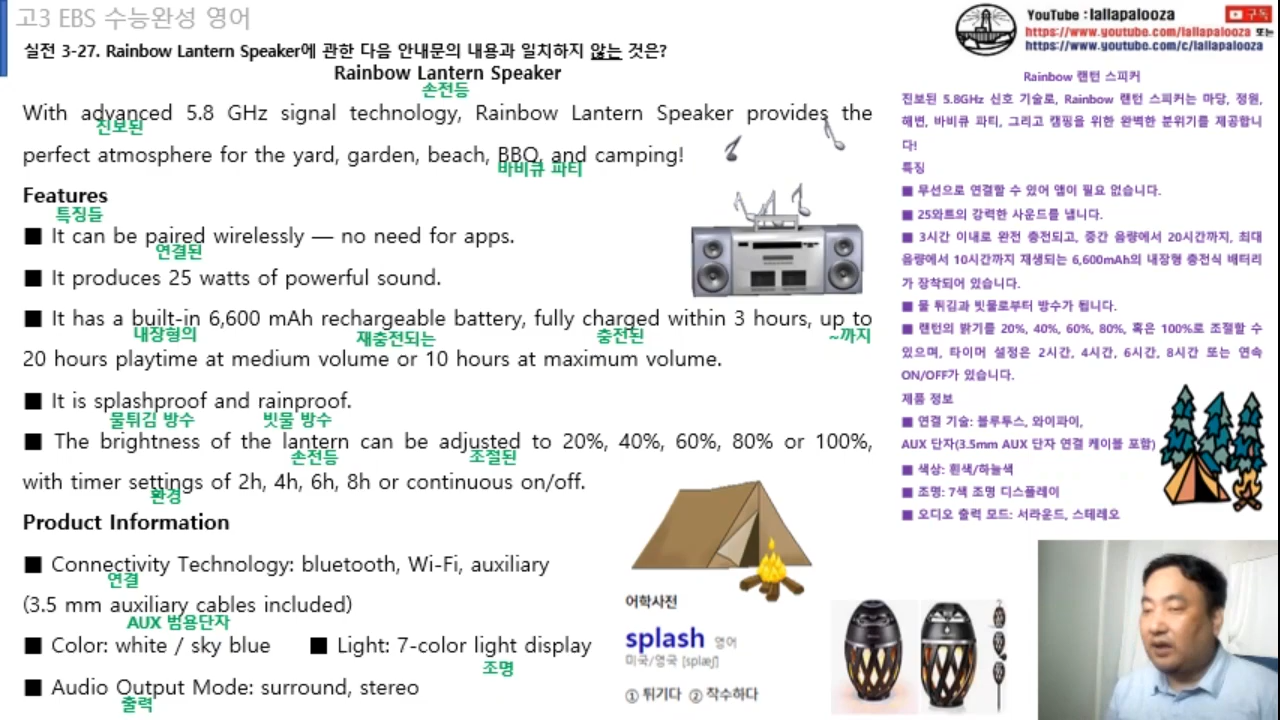 고3 EBS 수능완성 영어
실전 3-27. Rainbow Lantern Speaker에 관한 다음 안내문의 내용과 일치하지 않는 것은?
Rainbow Lantern Speaker
손전등
With advanced 5.8 GHz signal technology, Rainbow Lantern Speaker provides the
진보된
perfect atmosphere for the yard, garden, beach, BBQ, and camping!
바비큐 파티
Features
특징들
■ It can be paired wirelessly — no need for apps.
연결된
■ It produces 25 watts of powerful sound.
■ It has a built-in 6,600 mAh rechargeable battery, fully charged within 3 hours, up to
내장형의 재충전되는 충전된 ~까지
20 hours playtime at medium volume or 10 hours at maximum volume.
■ It is splashproof and rainproof.
물튀김 방수 빗물 방수
■ The brightness of the lantern can be adjusted to 20%, 40%, 60%, 80% or 100%,
손전등 조절된
with timer settings of 2h, 4h, 6h, 8h or continuous on/off.
환경
Product Information
■ Connectivity Technology: bluetooth, Wi-Fi, auxiliary
연결
(3.5 mm auxiliary cables included)
AUX 범용단자
■ Color: white / sky blue ■ Light: 7-color light display
조명
■ Audio Output Mode: surround, stereo
출력
어학사전
splash 영어
미국/영국 [splæʃ]
① 튀기다 ② 착수하다
YouTube : lallapalooza
구독
https://www.youtube.com/lallapalooza 또는
https://www.youtube.com/c/lallapalooza
Rainbow 랜턴 스피커
진보된 5.8GHz 신호 기술로, Rainbow 랜턴 스피커는 마당, 정원,
해변, 바비큐 파티, 그리고 캠핑을 위한 완벽한 분위기를 제공합니
다!
특징
■ 무선으로 연결할 수 있어 앱이 필요 없습니다.
■ 25와트의 강력한 사운드를 냅니다.
■ 3시간 이내로 완전 충전되고, 중간 음량에서 20시간까지, 최대
음량에서 10시간까지 재생되는 6,600mAh의 내장형 충전식 배터리
가 장착되어 있습니다.
■ 물 튀김과 빗물로부터 방수가 됩니다.
■ 랜턴의 밝기를 20%, 40%, 60%, 80%, 혹은 100%로 조절할 수
있으며, 타이머 설정은 2시간, 4시간, 6시간, 8시간 또는 연속
ON/OFF가 있습니다.
제품 정보
■ 연결 기술: 블루투스, 와이파이,
AUX 단자(3.5mm AUX 단자 연결 케이블 포함)
■ 색상: 흰색/하늘색
■ 조명: 7색 조명 디스플레이
■ 오디오 출력 모드: 서라운드, 스테레오